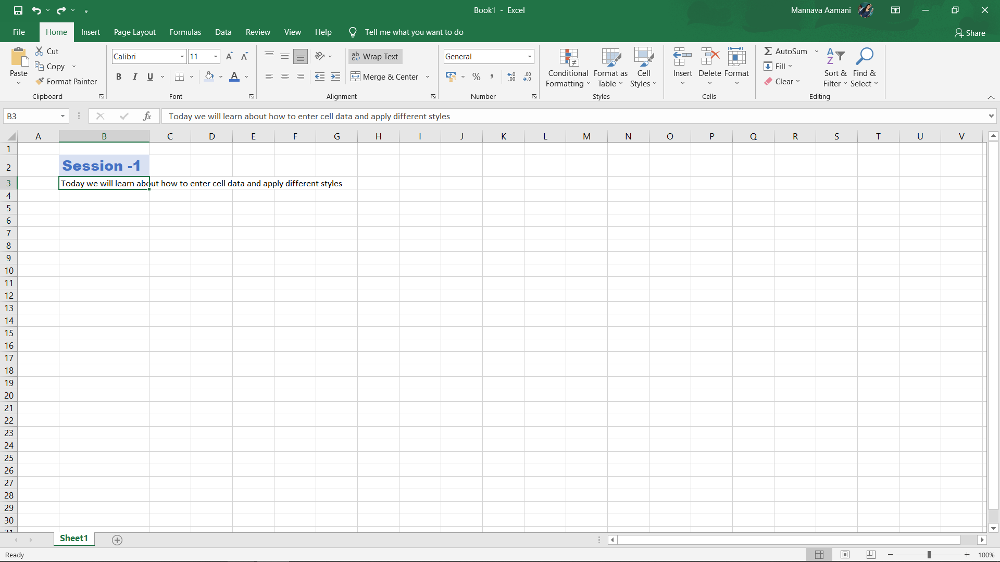 Book1 - Excel
Mannava Aamani
File Home Insert Page Layout Formulas Data Review View Help Tell me what you want to do Share
Paste
Cut
Copy
Format Painter
Clipboard
Calibri 11
B I U
Font
Wrap Text
Merge & Center
Alignment
General
% ,
Number
Conditional Formatting
Format as Table
Cell Styles
Styles
Insert Delete Format
Cells
AutoSum
Fill
Clear
Sort & Filter
Find & Select
Editing
B3 fx Today we will learn about how to enter cell data and apply different styles
A B C D E F G H I J K L M N O P Q R S T U V
1
2 Session -1
3 Today we will learn about how to enter cell data and apply different styles
4
5
6
7
8
9
10
11
12
13
14
15
16
17
18
19
20
21
22
23
24
25
26
27
28
29
30
31
Sheet1
Ready 100%